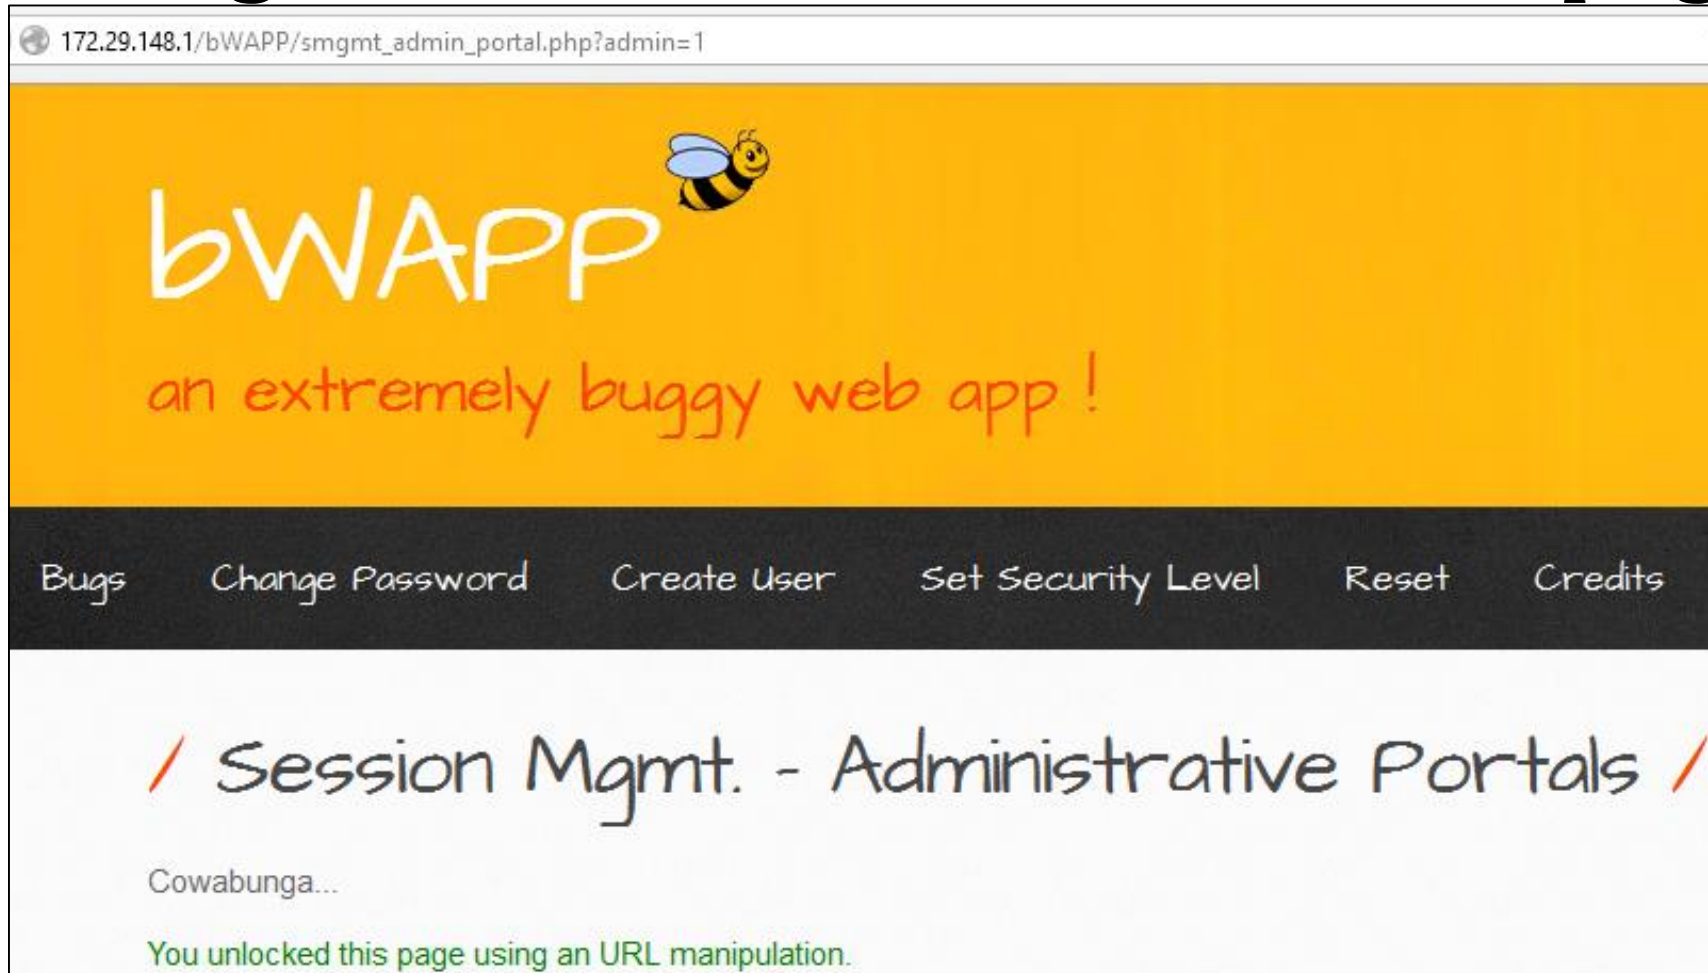 172.29.148.1/bWAPP/smgmt_admin_portal.php?admin=1
bWAPP
an extremely buggy web app !
Bugs Change Password Create User Set Security Level Reset Credits
/ Session Mgmt. - Administrative Portals /
Cowabunga...
You unlocked this page using an URL manipulation.